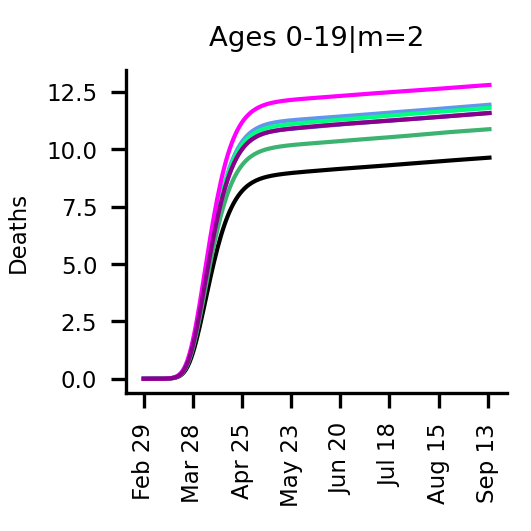 Ages 0-19|m=2
Deaths
12.5
10.0
7.5
5.0
2.5
0.0
Feb 29
Mar 28
Apr 25
May 23
Jun 20
Jul 18
Aug 15
Sep 13